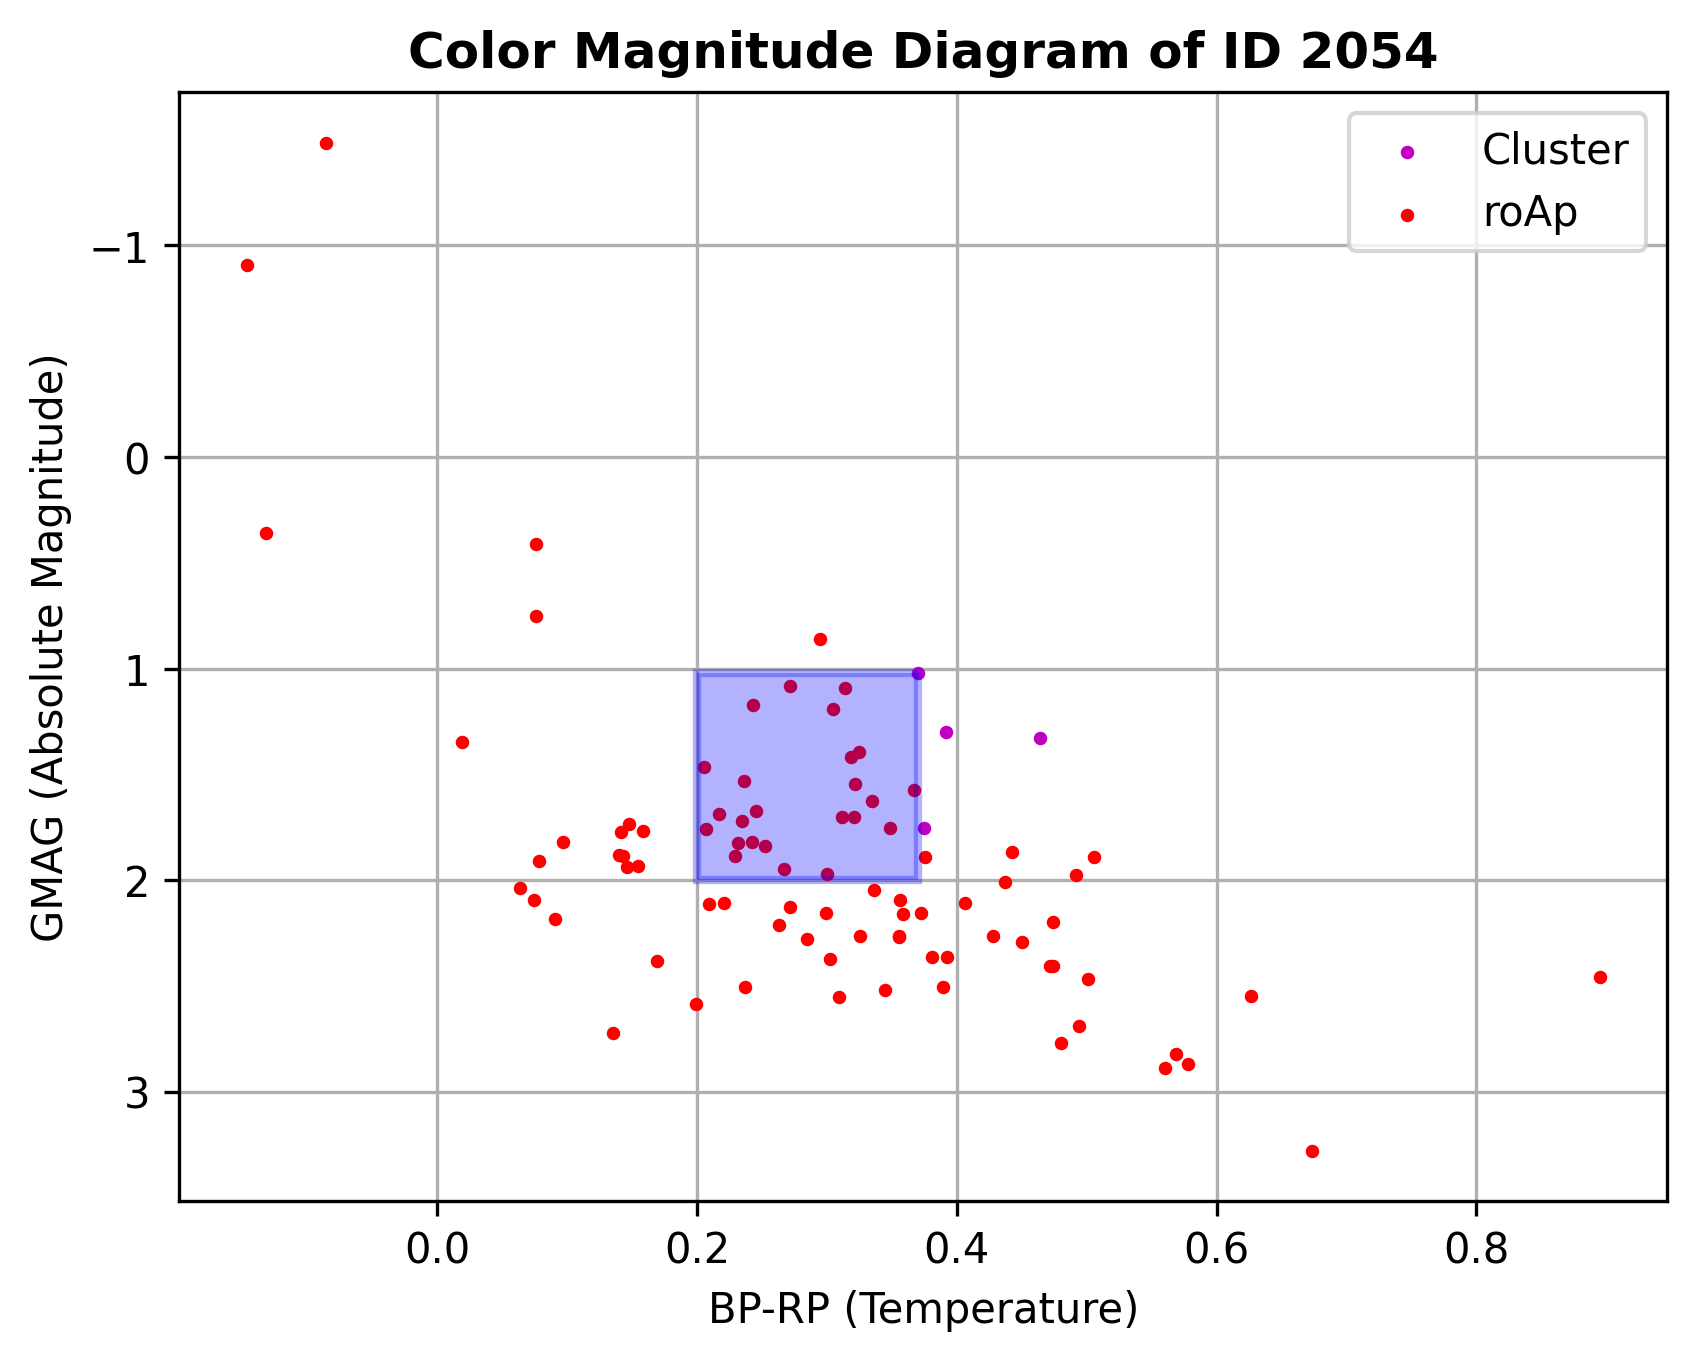 Color Magnitude Diagram of ID 2054
Cluster
roAp
GMAG (Absolute Magnitude)
−1
0
1
2
3
0.0 0.2 0.4 0.6 0.8
BP-RP (Temperature)